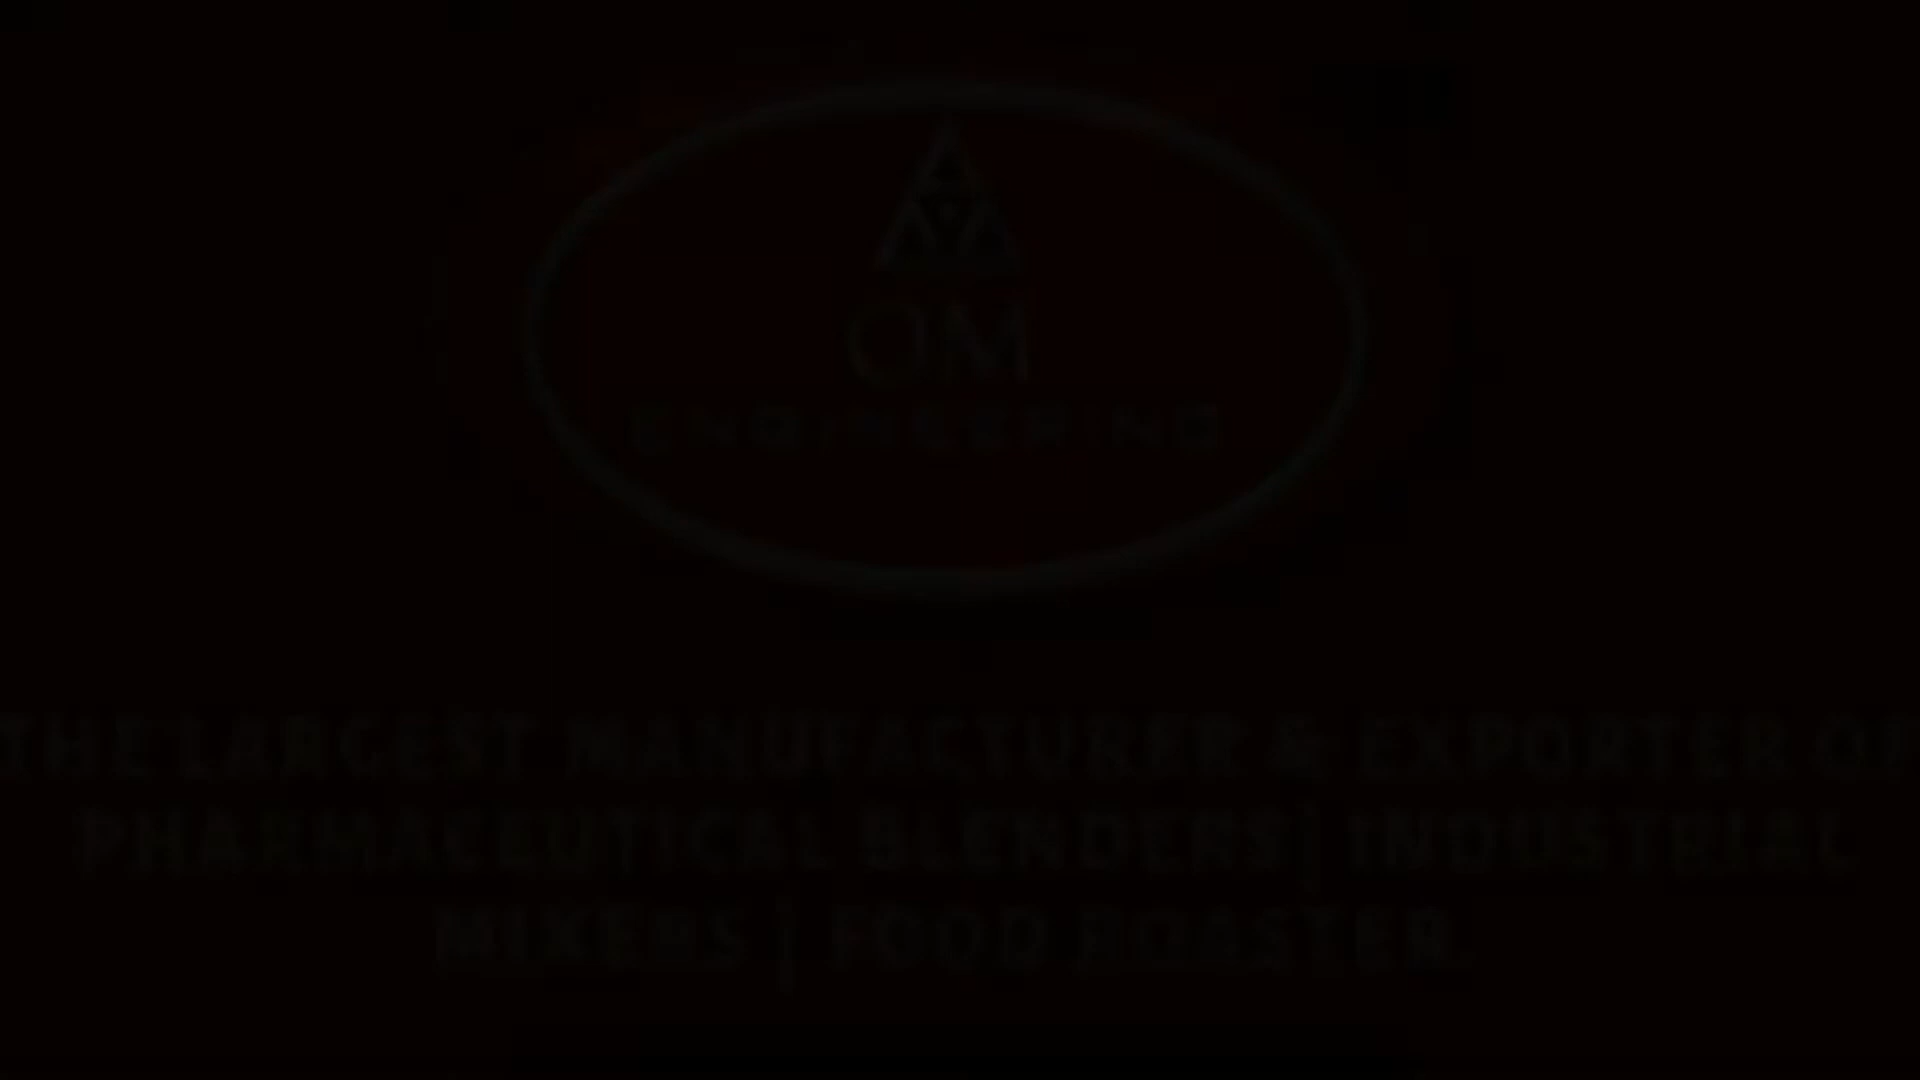 OM
ENGINEERING
THE LARGEST MANUFACTURER & EXPORTER OF
PHARMACEUTICAL BLENDERS| INDUSTRIAL
MIXERS | FOOD ROASTER